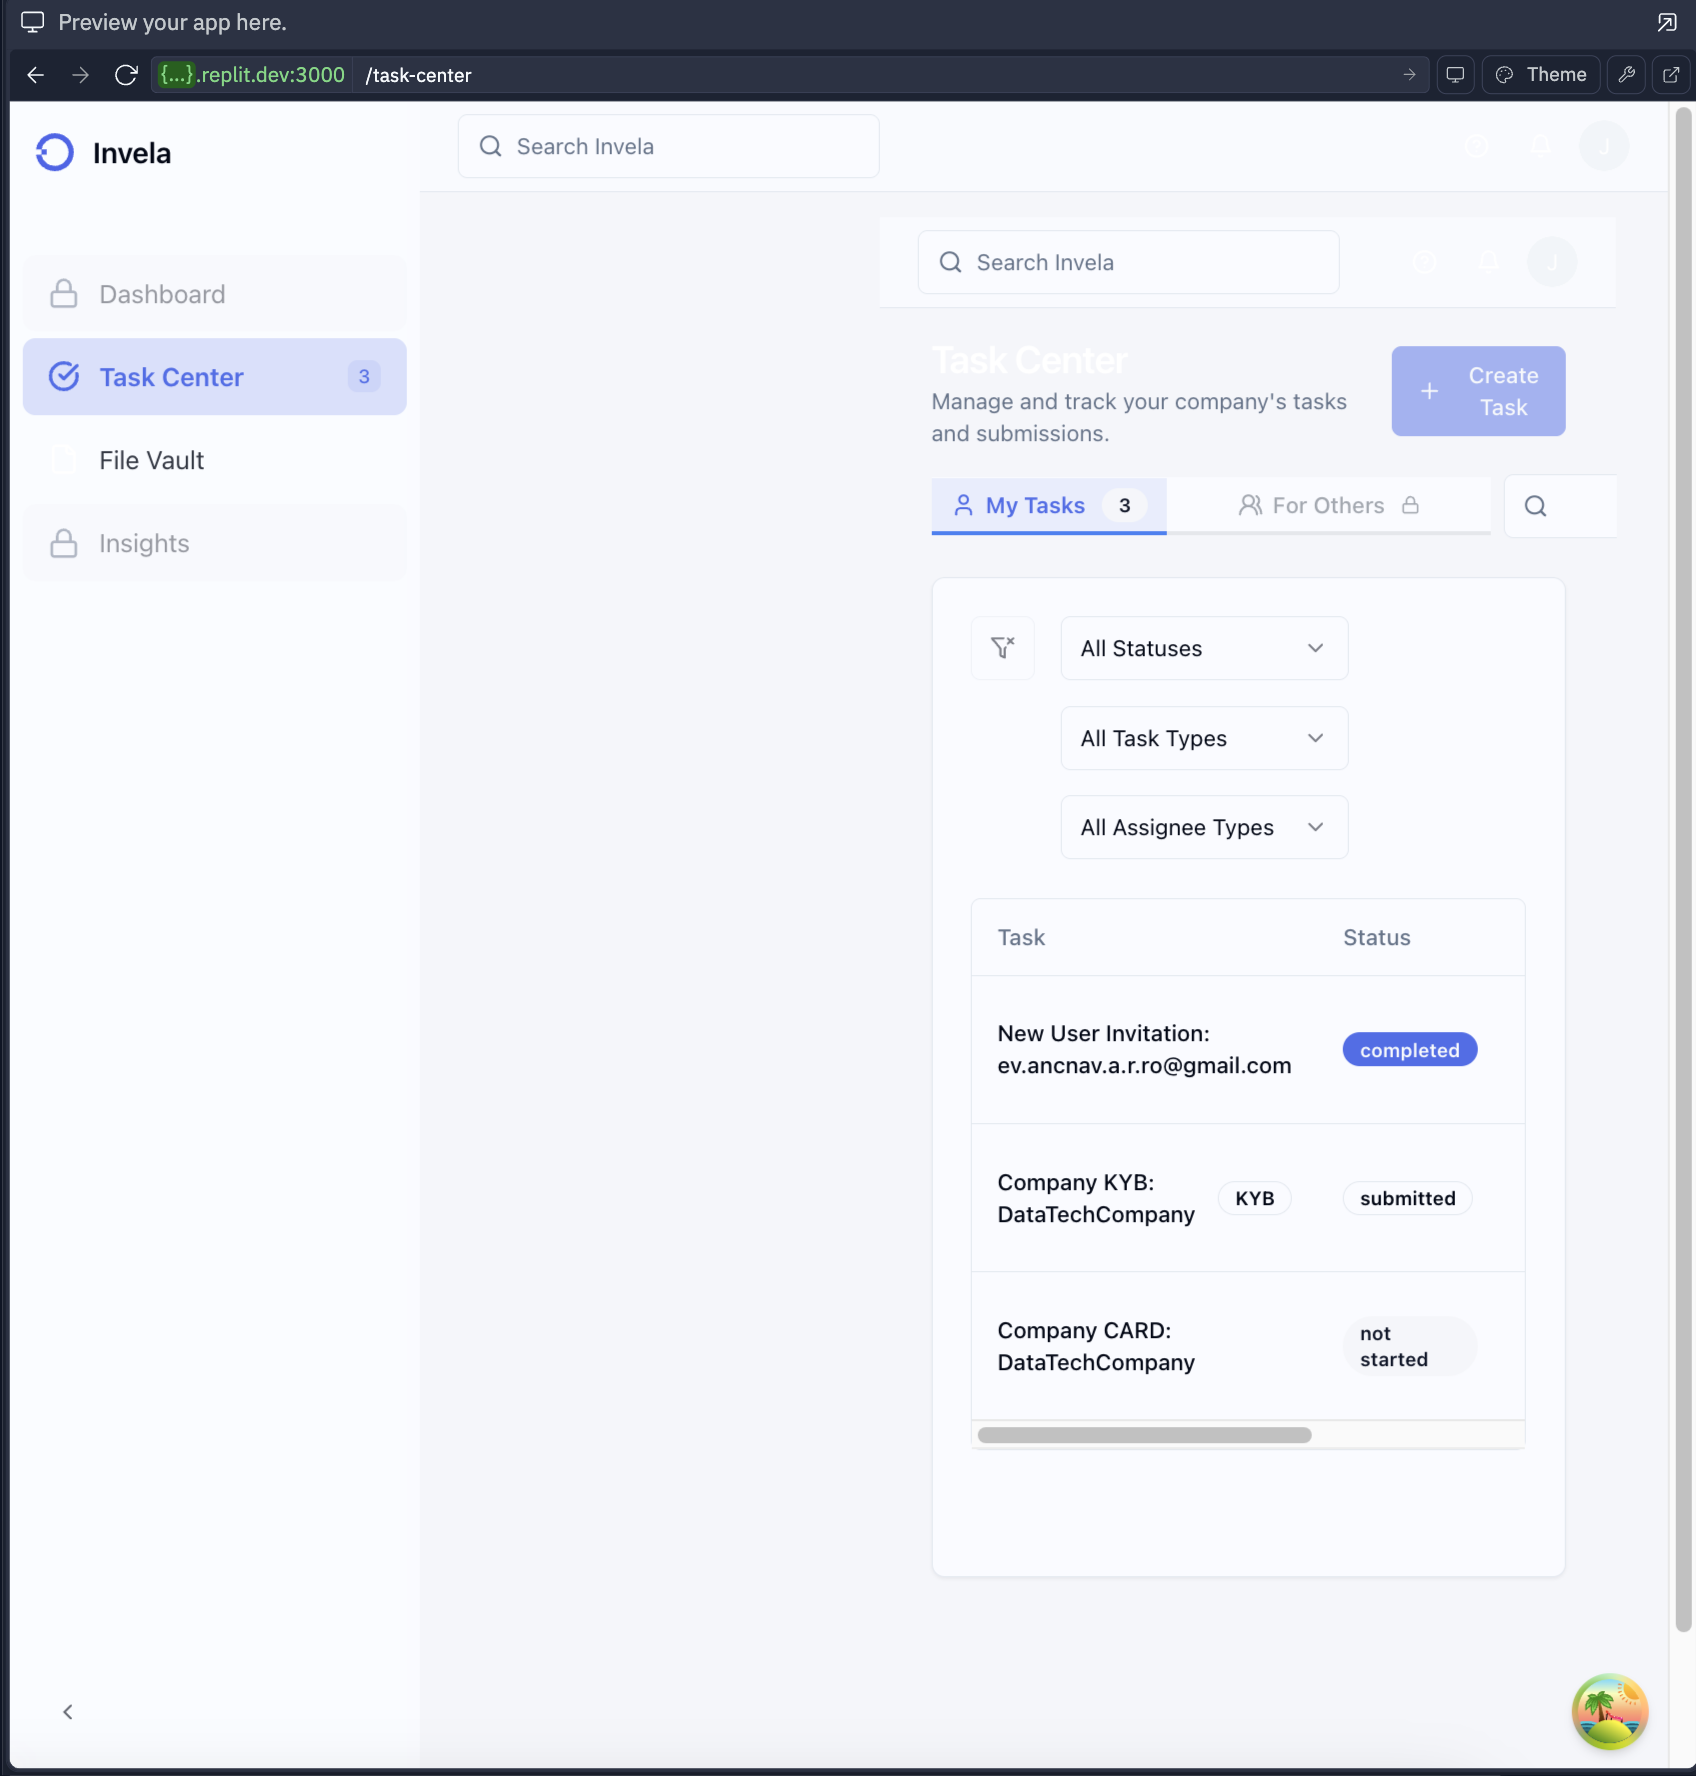 Preview your app here.
{...}.replit.dev:3000 /task-center
Theme
Invela
Search Invela
J
Search Invela
J
Dashboard
Task Center 3
File Vault
Insights
Task Center
Manage and track your company's tasks
and submissions.
Create
Task
My Tasks 3
For Others
All Statuses
All Task Types
All Assignee Types
Task Status
New User Invitation:
ev.ancnav.a.r.ro@gmail.com
completed
Company KYB:
DataTechCompany
KYB
submitted
Company CARD:
DataTechCompany
not
started